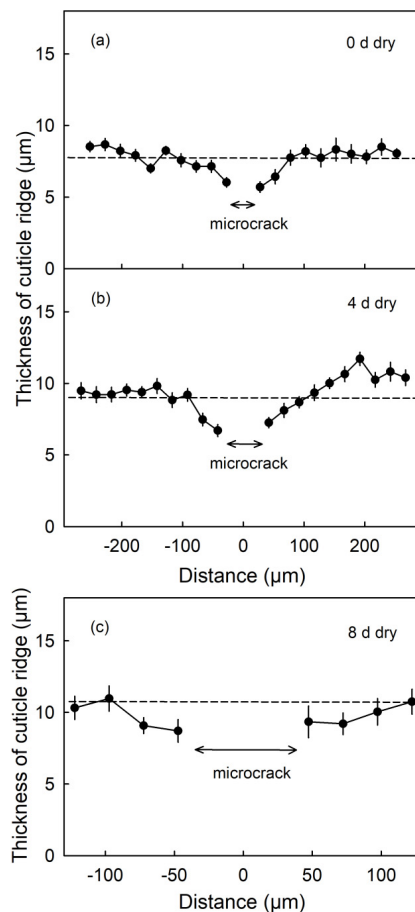 (a)
0 d dry
15
10
5
0
microcrack
Thickness of cuticle ridge (µm)
(b)
4 d dry
15
10
5
0
microcrack
-200 -100 0 100 200
Distance (µm)
(c)
8 d dry
15
10
5
0
microcrack
Thickness of cuticle ridge (µm)
-100 -50 0 50 100
Distance (µm)